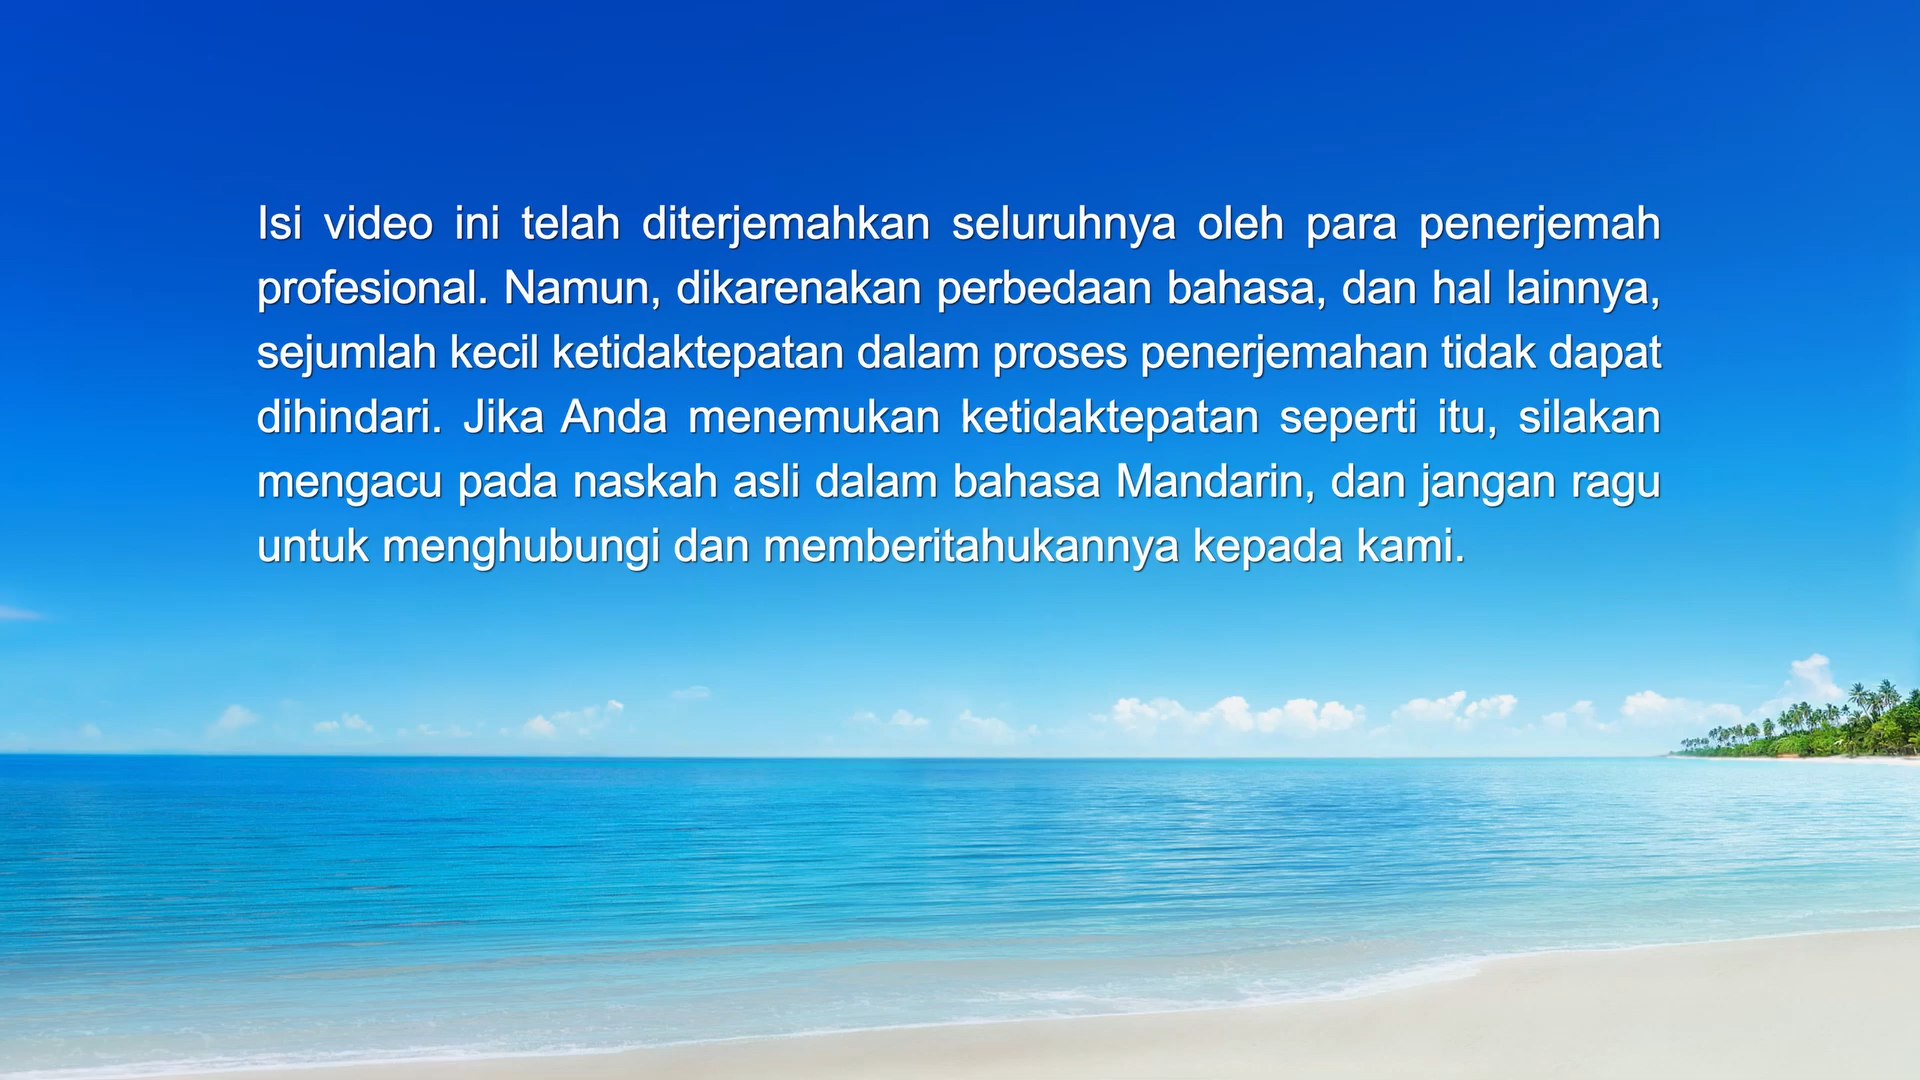 Isi video ini telah diterjemahkan seluruhnya oleh para penerjemah
profesional. Namun, dikarenakan perbedaan bahasa, dan hal lainnya,
sejumlah kecil ketidaktepatan dalam proses penerjemahan tidak dapat
dihindari. Jika Anda menemukan ketidaktepatan seperti itu, silakan
mengacu pada naskah asli dalam bahasa Mandarin, dan jangan ragu
untuk menghubungi dan memberitahukannya kepada kami.